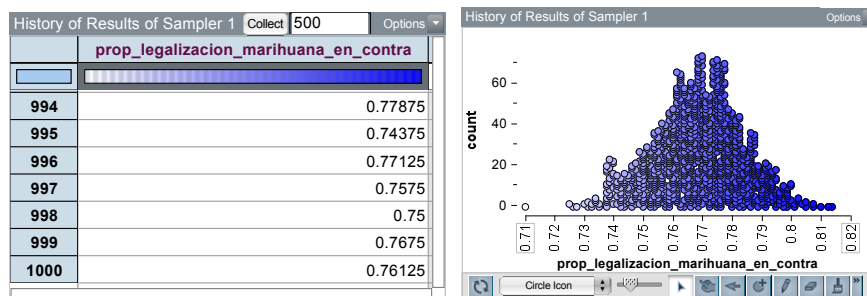 History of Results of Sampler 1 Collect 500 Options
prop_legalizacion_marihuana_en_contra
994 0.77875
995 0.74375
996 0.77125
997 0.7575
998 0.75
999 0.7675
1000 0.76125
History of Results of Sampler 1 Options
count
60
40
20
0
0.71 0.72 0.73 0.74 0.75 0.76 0.77 0.78 0.79 0.8 0.81 0.82
prop_legalizacion_marihuana_en_contra
Circle Icon